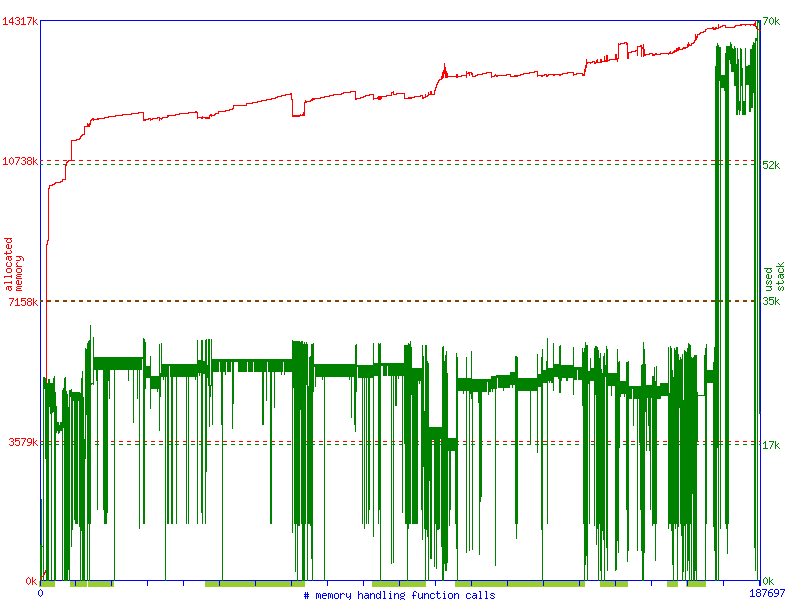 14317k
70k
10738k
52k
allocated
memory
used
stack
7158k
35k
3579k
17k
0k
0k
0
# memory handling function calls
187697